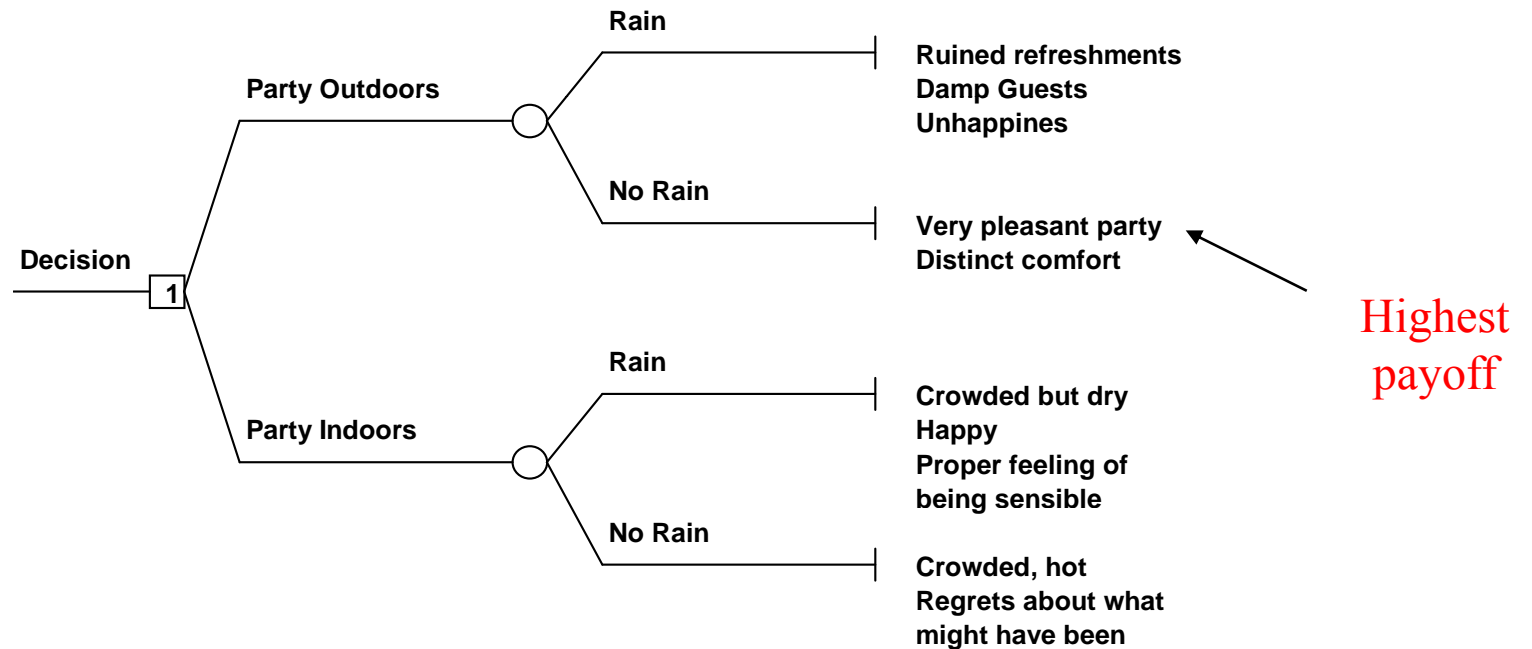 Rain
Ruined refreshments
Damp Guests
Unhappines
Party Outdoors
No Rain
Very pleasant party
Distinct comfort
Decision
1
Highest
payoff
Rain
Crowded but dry
Happy
Proper feeling of
being sensible
Party Indoors
No Rain
Crowded, hot
Regrets about what
might have been